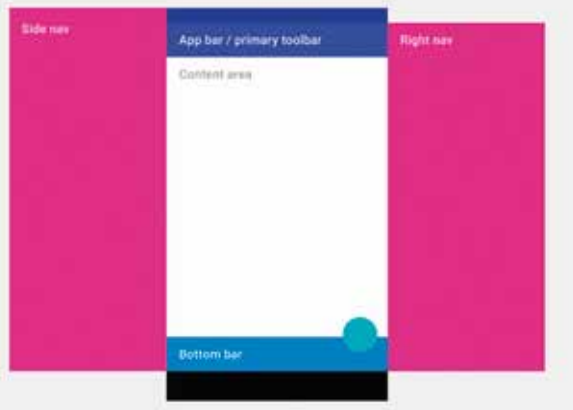 Side nav
App bar / primary toolbar
Right nav
Content area
Bottom bar